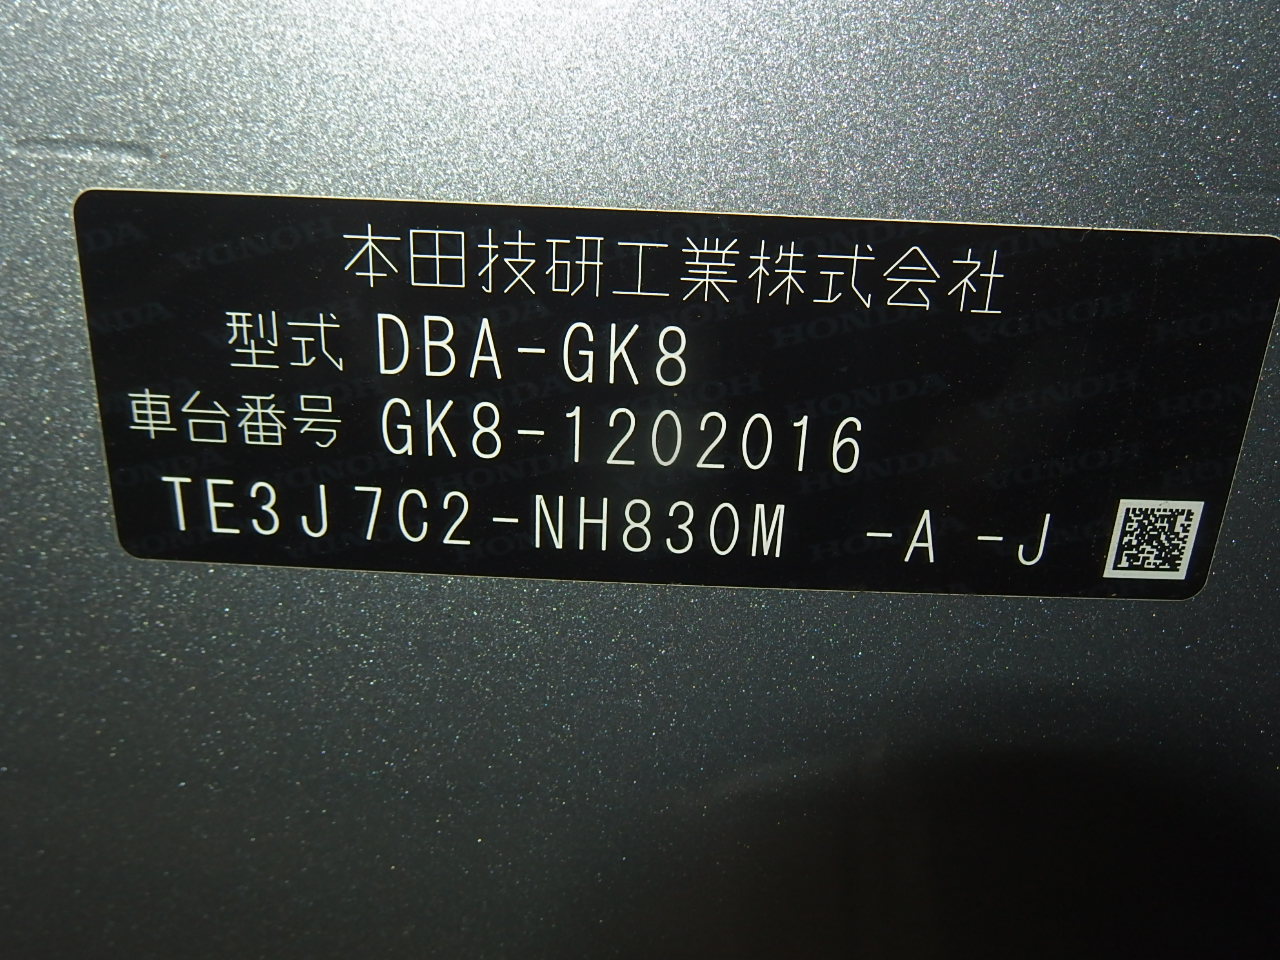 本田技研工業株式会社
型式 DBA-GK8
車台番号 GK8-1202016
TE3J7C2-NH830M -A-J